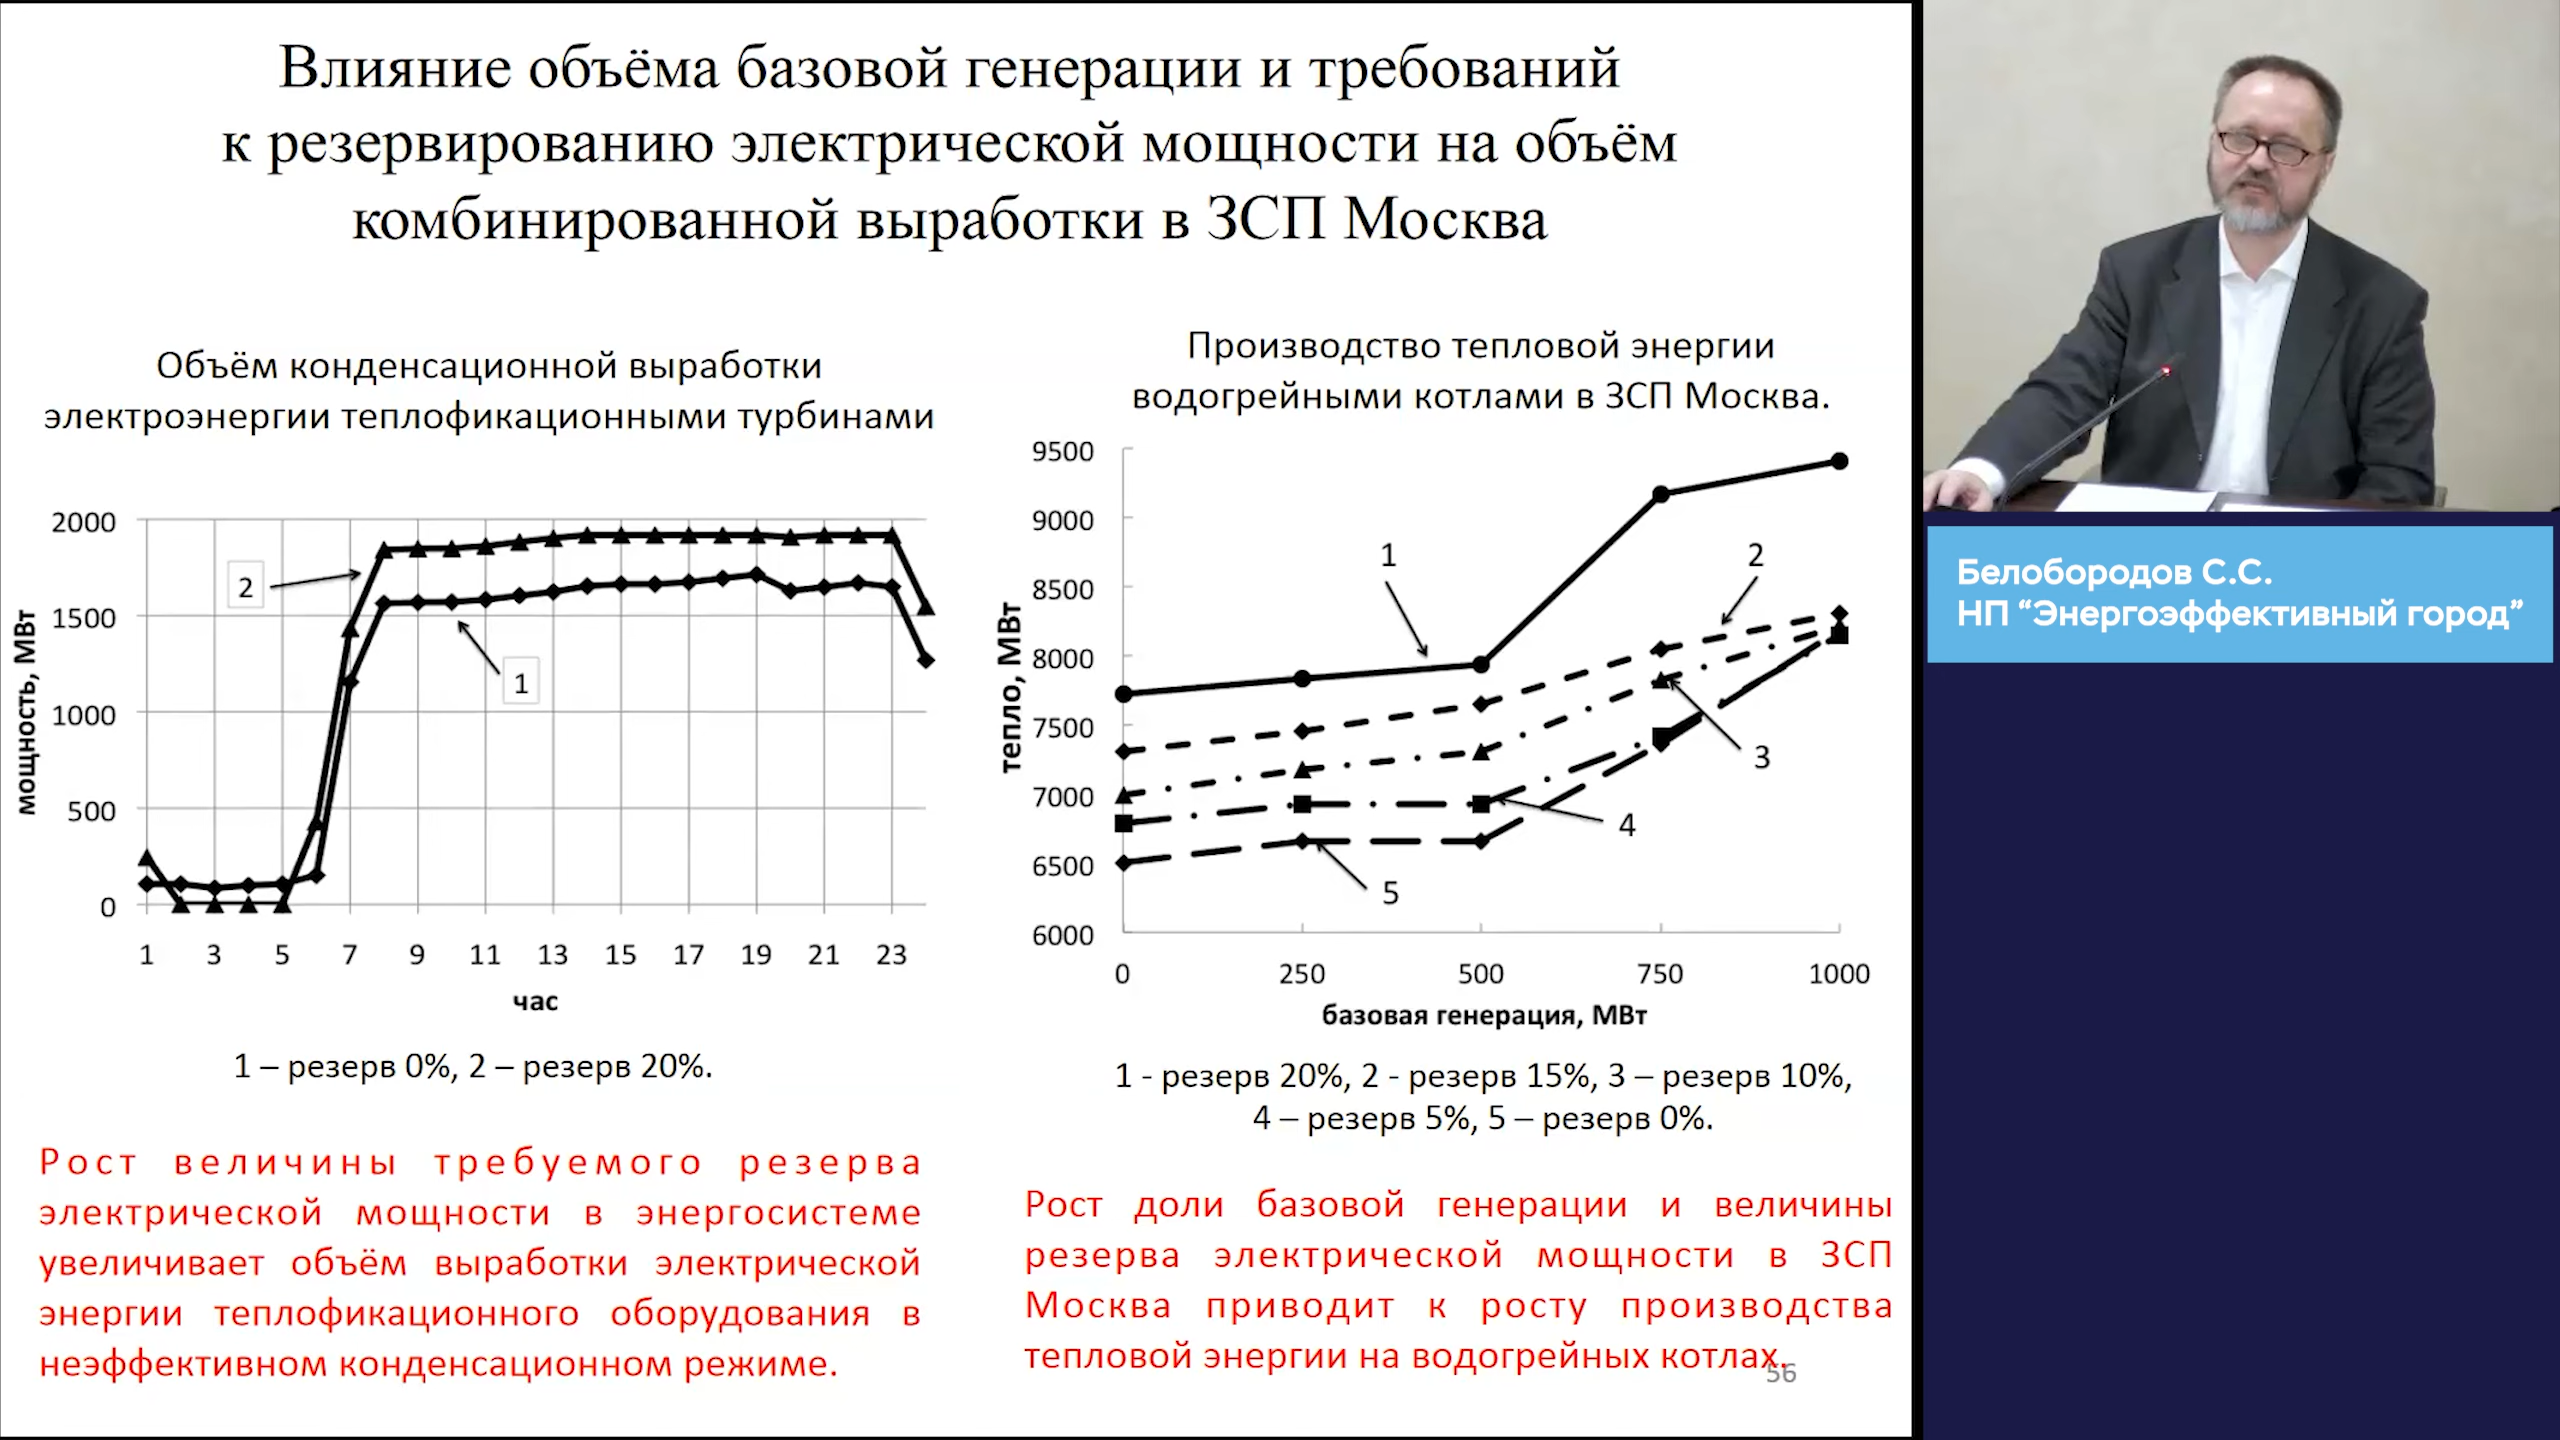 Влияние объёма базовой генерации и требований
к резервированию электрической мощности на объём
комбинированной выработки в ЗСП Москва
Объём конденсационной выработки
электроэнергии теплофикационными турбинами
мощность, МВт
2000
1500
1000
500
0
2
1
1 3 5 7 9 11 13 15 17 19 21 23
час
1 – резерв 0%, 2 – резерв 20%.
Рост величины требуемого резерва
электрической мощности в энергосистеме
увеличивает объём выработки электрической
энергии теплофикационного оборудования в
неэффективном конденсационном режиме.
Производство тепловой энергии
водогрейными котлами в ЗСП Москва.
тепло, МВт
9500
9000
8500
8000
7500
7000
6500
6000
1
2
3
4
5
0 250 500 750 1000
базовая генерация, МВт
1 - резерв 20%, 2 - резерв 15%, 3 – резерв 10%,
4 – резерв 5%, 5 – резерв 0%.
Рост доли базовой генерации и величины
резерва электрической мощности в ЗСП
Москва приводит к росту производства
тепловой энергии на водогрейных котлах.
56
Белобородов С.С.
НП “Энергоэффективный город”